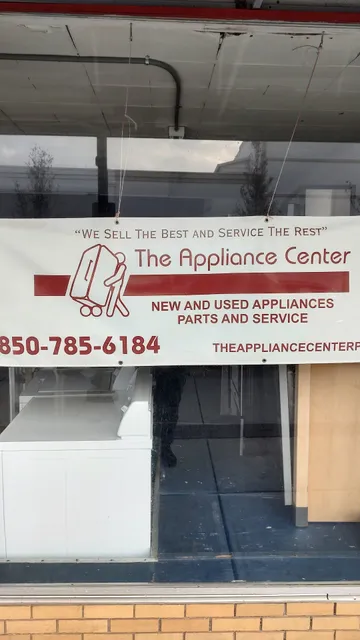 "WE SELL THE BEST AND SERVICE THE REST"
The Appliance Center
NEW AND USED APPLIANCES
PARTS AND SERVICE
850-785-6184
THEAPPLIANCECENTERP